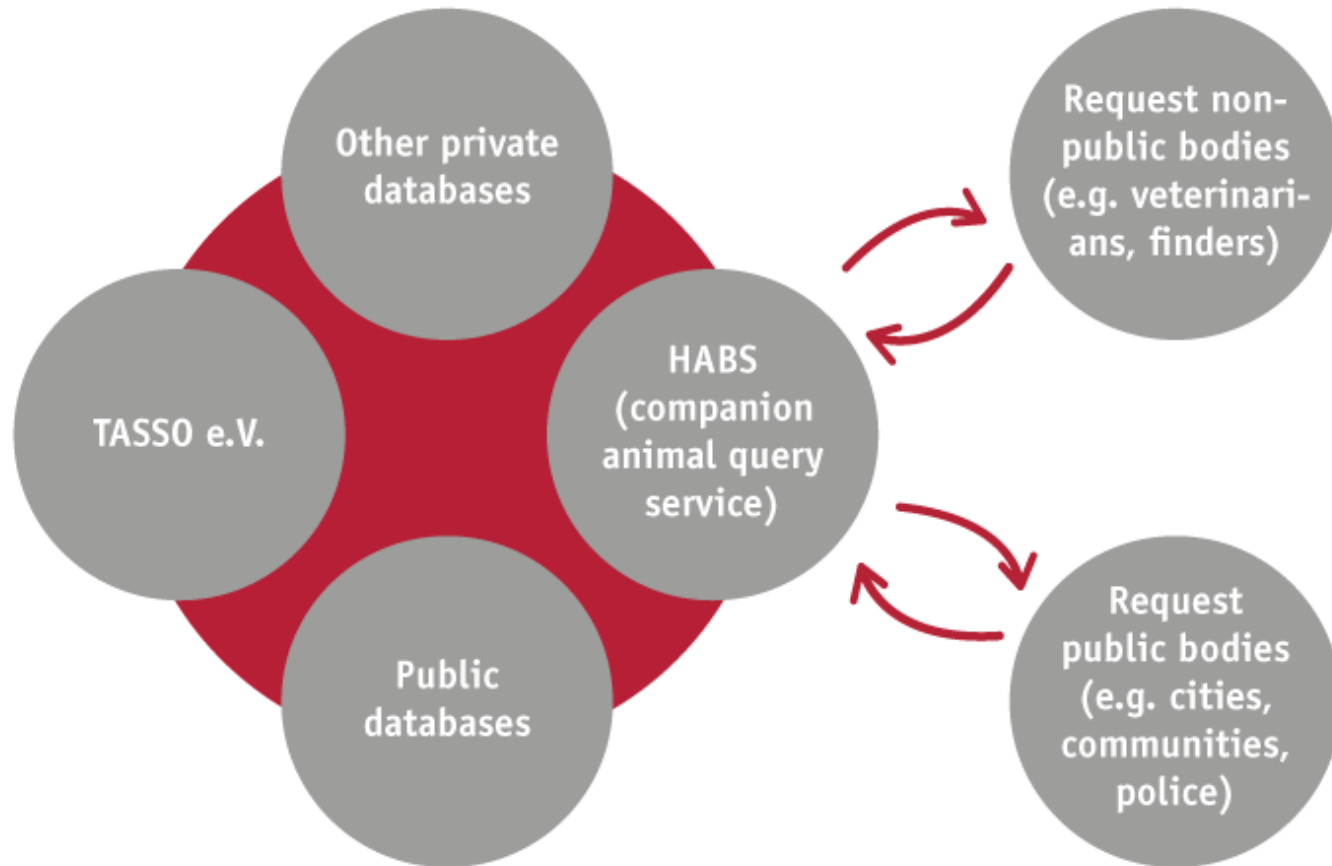 Other private
databases
TASSO e.V.
HABS
(companion
animal query
service)
Public
databases
Request non-
public bodies
(e.g. veterinari-
ans, finders)
Request
public bodies
(e.g. cities,
communities,
police)